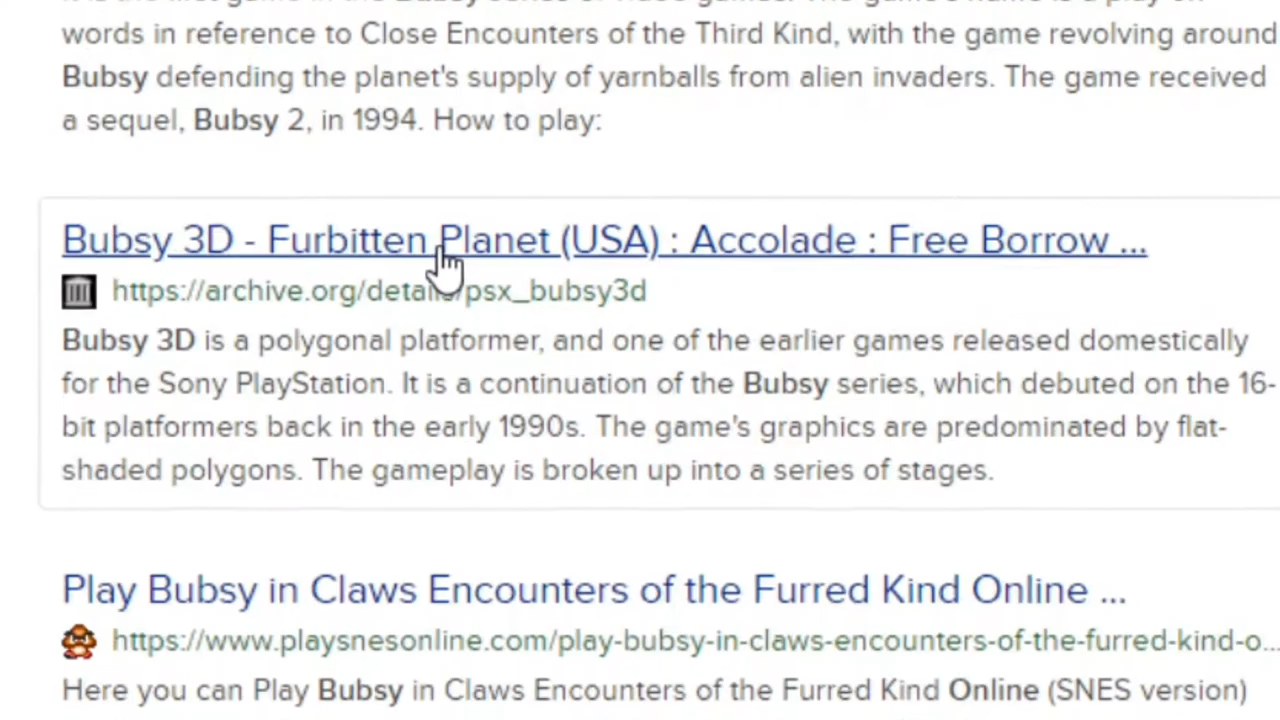 words in reference to Close Encounters of the Third Kind, with the game revolving around
Bubsy defending the planet's supply of yarnballs from alien invaders. The game received
a sequel, Bubsy 2, in 1994. How to play:
Bubsy 3D - Furbitten Planet (USA) : Accolade : Free Borrow ...
https://archive.org/details/psx_bubsy3d
Bubsy 3D is a polygonal platformer, and one of the earlier games released domestically
for the Sony PlayStation. It is a continuation of the Bubsy series, which debuted on the 16-
bit platformers back in the early 1990s. The game's graphics are predominated by flat-
shaded polygons. The gameplay is broken up into a series of stages.
Play Bubsy in Claws Encounters of the Furred Kind Online ...
https://www.playsnesonline.com/play-bubsy-in-claws-encounters-of-the-furred-kind-o...
Here you can Play Bubsy in Claws Encounters of the Furred Kind Online (SNES version)